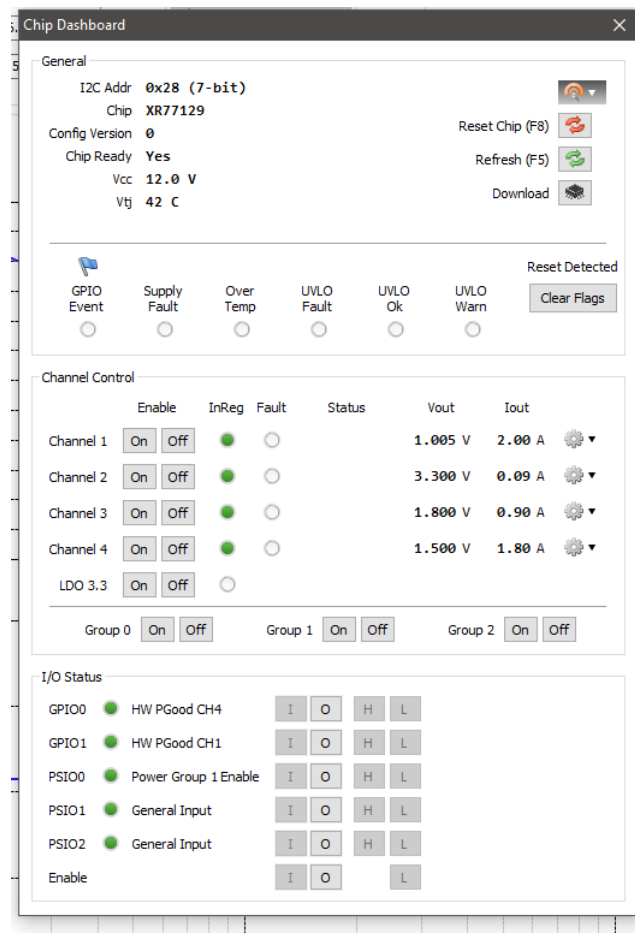 Chip Dashboard
General
I2C Addr 0x28 (7-bit)
Chip XR77129
Config Version 0
Chip Ready Yes
Vcc 12.0 V
Vtj 42 C
Reset Chip (F8)
Refresh (F5)
Download
Reset Detected
Clear Flags
GPIO Event
Supply Fault
Over Temp
UVLO Fault
UVLO Ok
UVLO Warn
Channel Control
Enable InReg Fault Status Vout Iout
Channel 1 On Off 1.005 V 2.00 A
Channel 2 On Off 3.300 V 0.09 A
Channel 3 On Off 1.800 V 0.90 A
Channel 4 On Off 1.500 V 1.80 A
LDO 3.3 On Off
Group 0 On Off Group 1 On Off Group 2 On Off
I/O Status
GPIO0 HW PGood CH4 I O H L
GPIO1 HW PGood CH1 I O H L
PSIO0 Power Group 1 Enable I O H L
PSIO1 General Input I O H L
PSIO2 General Input I O H L
Enable I O L